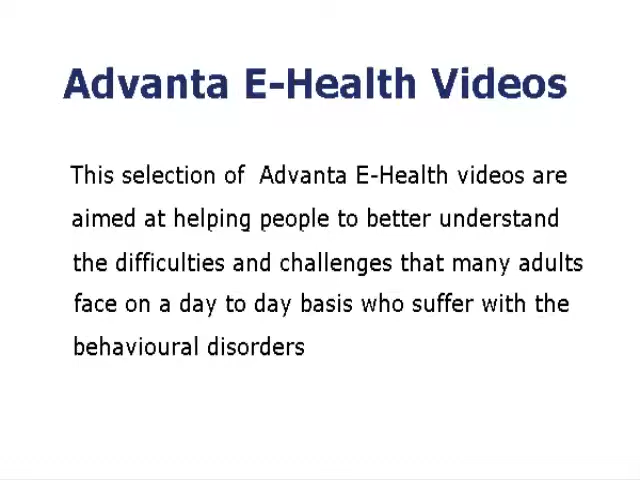 Advanta E-Health Videos
This selection of Advanta E-Health videos are
aimed at helping people to better understand
the difficulties and challenges that many adults
face on a day to day basis who suffer with the
behavioural disorders